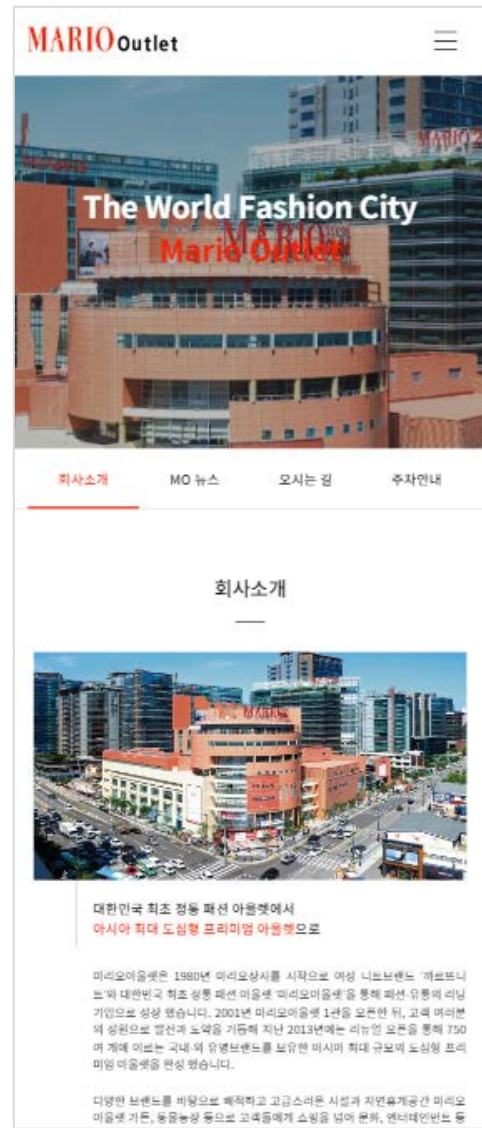 MARIO Outlet
MARIO
The World Fashion City
Mario Outlet
회사소개
MO 뉴스
오시는 길
주차안내
회사소개
대한민국 최초 정통 패션 아울렛에서
아시아 최대 도심형 프리미엄 아울렛으로
마리오아울렛은 1980년 마리오상사를 시작으로 여성 니트브랜드 '까르뜨니
트'와 대한민국 최초 정통 패션 아울렛 '마리오아울렛'을 통해 패션·유통의 리딩
기업으로 성장 했습니다. 2001년 마리오아울렛 1관을 오픈한 뒤, 고객 여러분
의 성원으로 발전과 도약을 거듭해 지난 2013년에는 리뉴얼 오픈을 통해 750
여 개에 이르는 국내·외 유명브랜드를 보유한 아시아 최대 규모의 도심형 프리
미엄 아울렛을 완성 했습니다.
다양한 브랜드를 바탕으로 쾌적하고 고급스러운 시설과 자연휴게공간 마리오
아울렛 가든, 동물농장 등으로 고객들에게 쇼핑을 넘어 문화, 엔터테인먼트 등